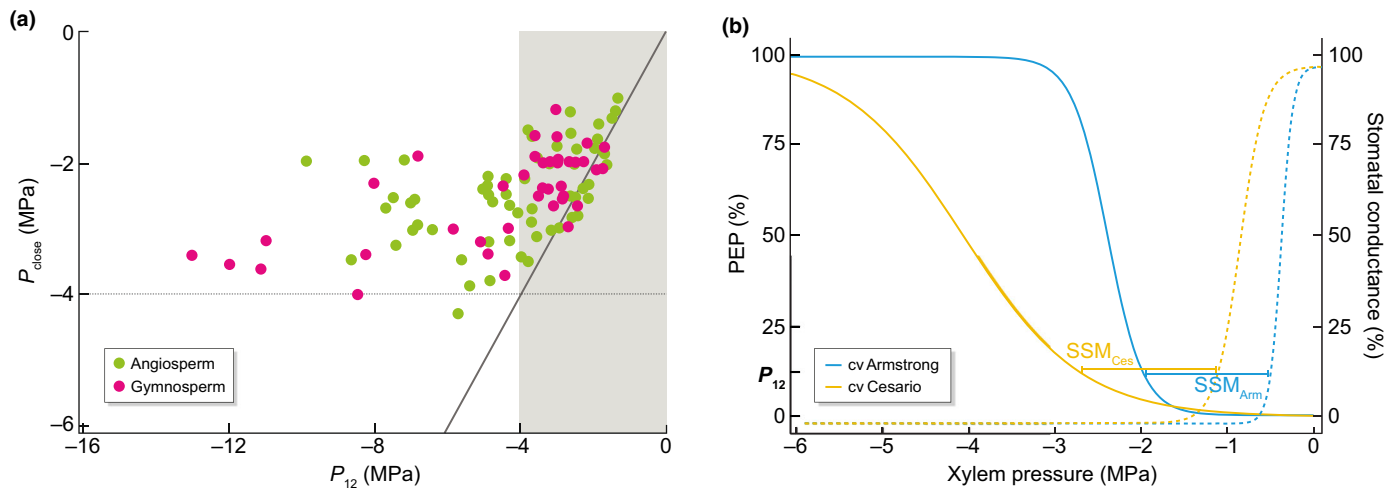 (a)
0
−2
−4
−6
P_close (MPa)
Angiosperm
Gymnosperm
−16
−12
−8
−4
0
P_12 (MPa)
(b)
100
75
50
25
P_12
0
PEP (%)
SSM_Ces
SSM_Arm
cv Armstrong
cv Cesario
100
75
50
25
0
Stomatal conductance (%)
−6
−5
−4
−3
−2
−1
0
Xylem pressure (MPa)